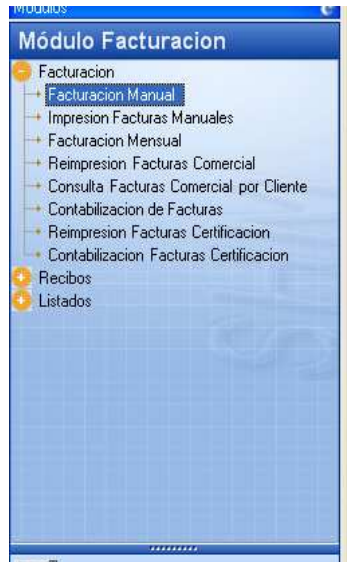 Modulos
Módulo Facturacion
Facturacion
Facturacion Manual
Impresion Facturas Manuales
Facturacion Mensual
Reimpresion Facturas Comercial
Consulta Facturas Comercial por Cliente
Contabilizacion de Facturas
Reimpresion Facturas Certificacion
Contabilizacion Facturas Certificacion
Recibos
Listados